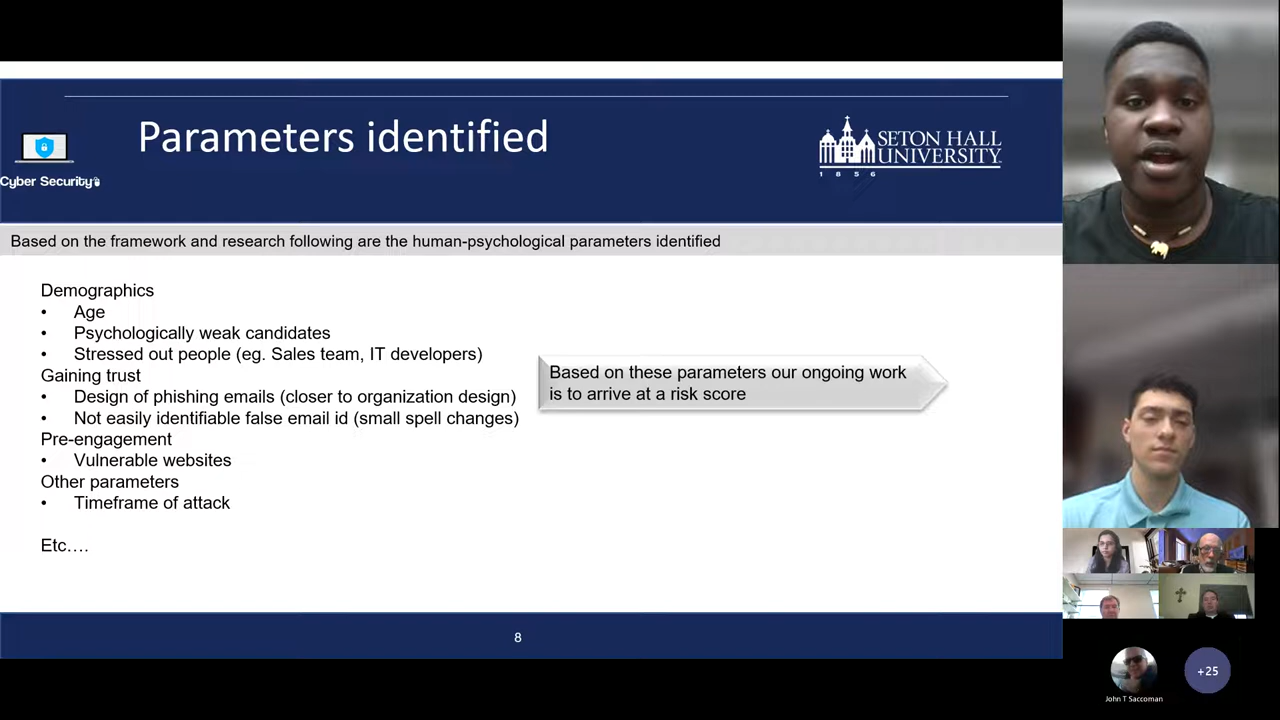 Parameters identified
SETON HALL
UNIVERSITY
1 8 5 6
Cyber Security
Based on the framework and research following are the human-psychological parameters identified
Demographics
• Age
• Psychologically weak candidates
• Stressed out people (eg. Sales team, IT developers)
Gaining trust
• Design of phishing emails (closer to organization design)
• Not easily identifiable false email id (small spell changes)
Pre-engagement
• Vulnerable websites
Other parameters
• Timeframe of attack
Etc….
Based on these parameters our ongoing work
is to arrive at a risk score
8
+25
John T Saccoman